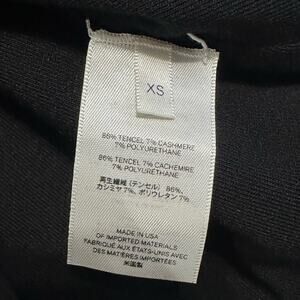 XS
86% TENCEL 7% CASHMERE
7% POLYURETHANE
86% TENCEL 7% CACHEMIRE
7% POLYURETHANE
再生繊維 (テンセル) 86%,
カシミヤ 7%, ポリウレタン 7%
MADE IN USA
OF IMPORTED MATERIALS
FABRIQUÉ AUX ÉTATS-UNIS AVEC
DES MATIÈRES IMPORTÉES
米国製